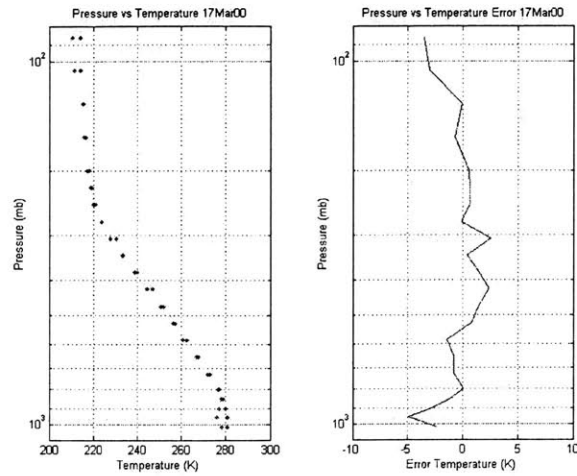 Pressure vs Temperature 17Mar00
10²
Pressure (mb)
10³
200 220 240 260 280 300
Temperature (K)
Pressure vs Temperature Error 17Mar00
10²
Pressure (mb)
10³
-10 -5 0 5 10
Error Temperature (K)